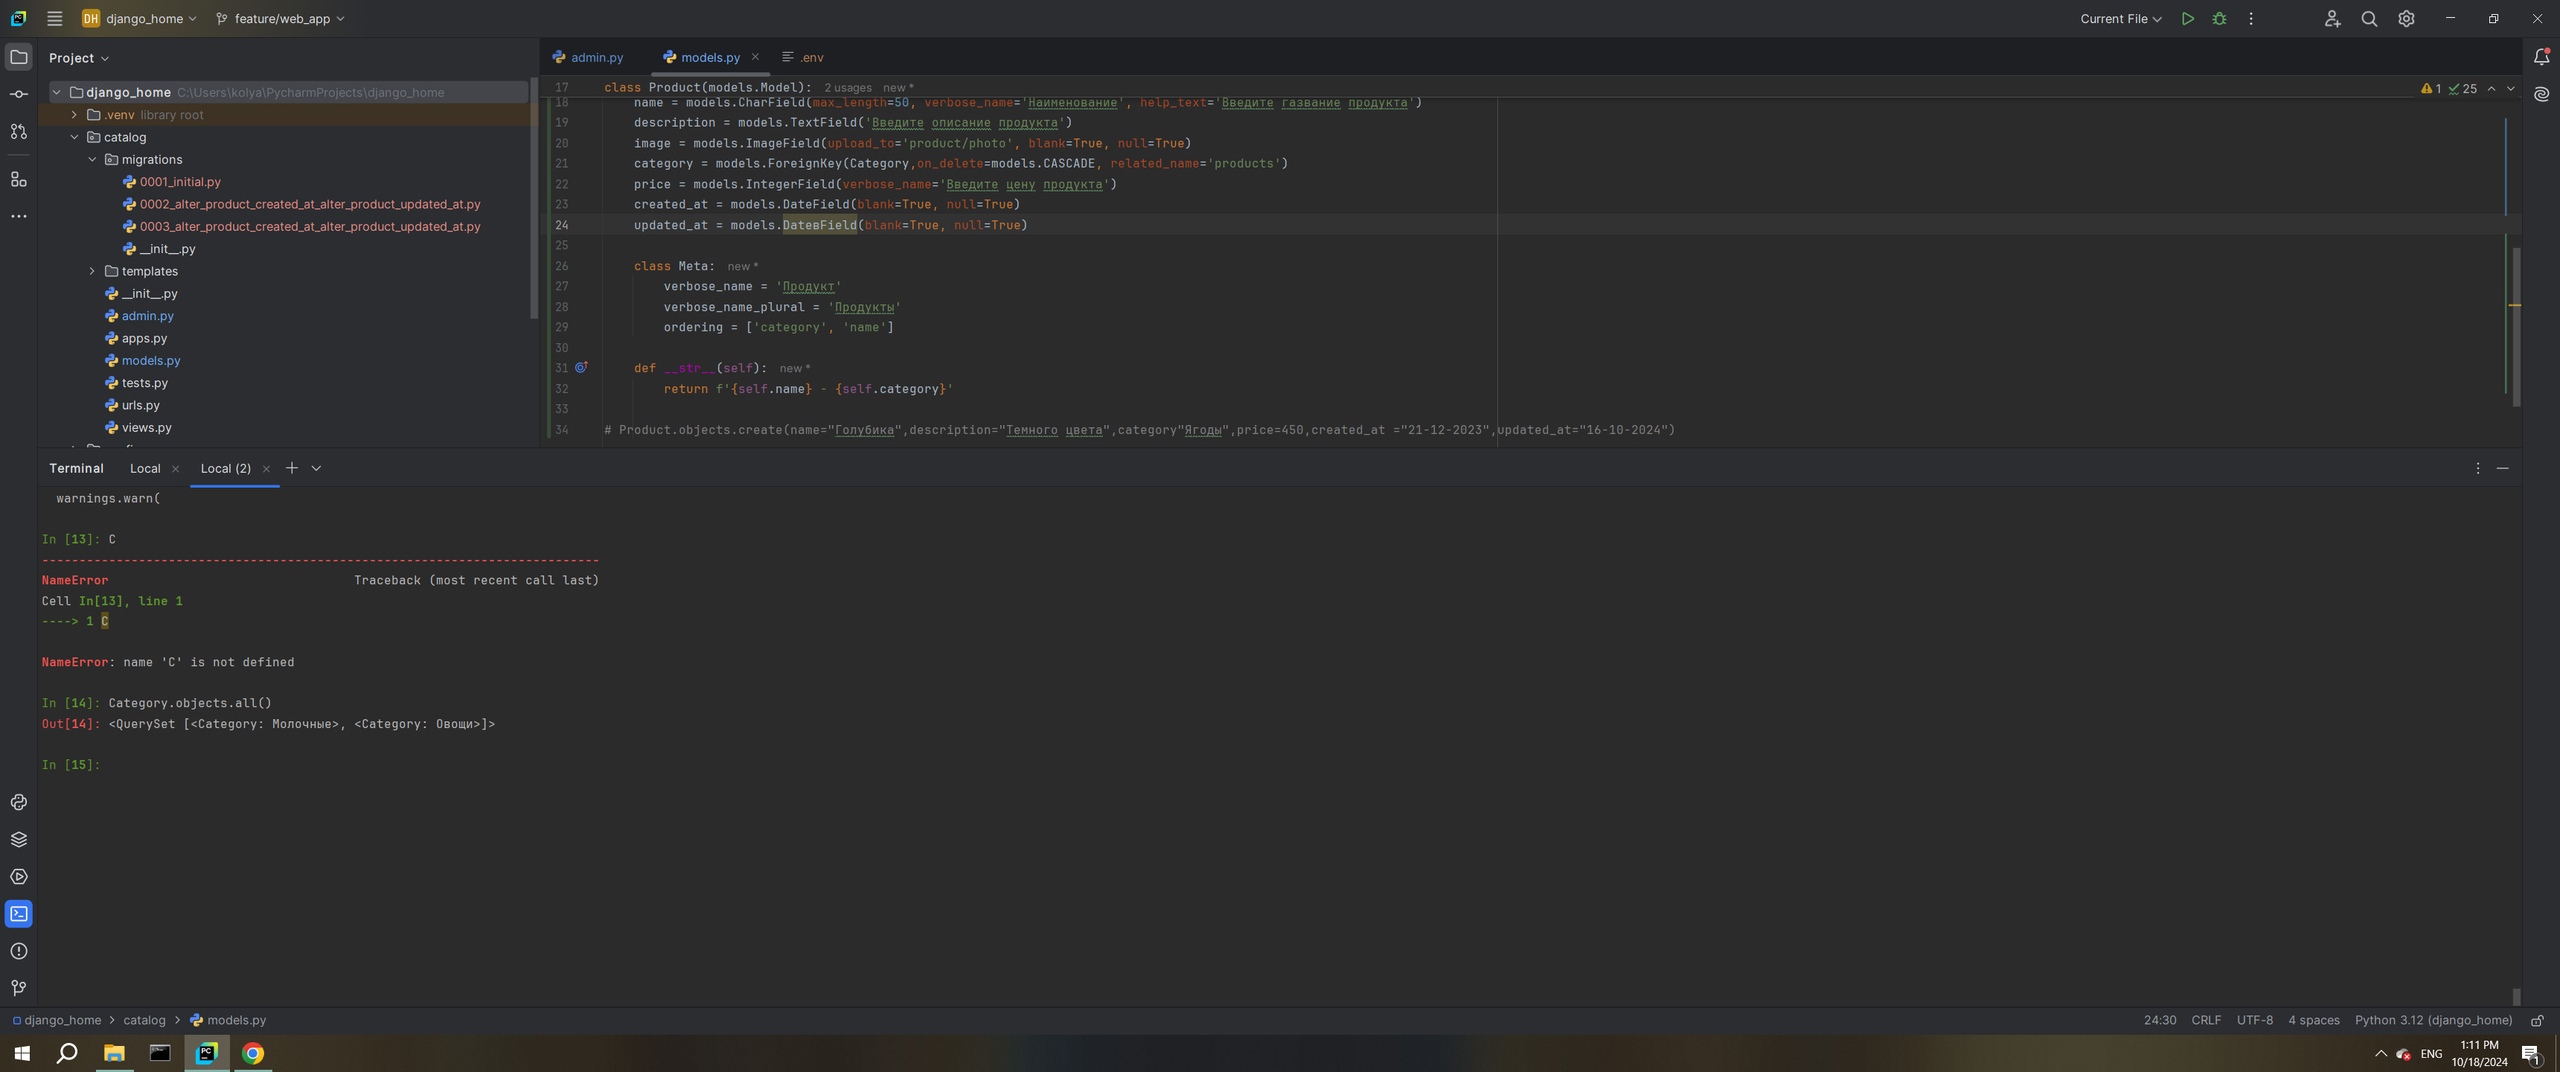 DH django_home feature/web_app Current File
Project
admin.py models.py .env
django_home C:\Users\kolya\PycharmProjects\django_home
.venv library root
catalog
migrations
0001_initial.py
0002_alter_product_created_at_alter_product_updated_at.py
0003_alter_product_created_at_alter_product_updated_at.py
__init__.py
templates
__init__.py
admin.py
apps.py
models.py
tests.py
urls.py
views.py
1 25
17 class Product(models.Model): 2 usages new *
18 name = models.CharField(max_length=50, verbose_name='Наименование', help_text='Введите газвание продукта')
19 description = models.TextField('Введите описание продукта')
20 image = models.ImageField(upload_to='product/photo', blank=True, null=True)
21 category = models.ForeignKey(Category,on_delete=models.CASCADE, related_name='products')
22 price = models.IntegerField(verbose_name='Введите цену продукта')
23 created_at = models.DateField(blank=True, null=True)
24 updated_at = models.DateвField(blank=True, null=True)
25
26 class Meta: new *
27 verbose_name = 'Продукт'
28 verbose_name_plural = 'Продукты'
29 ordering = ['category', 'name']
30
31 def __str__(self): new *
32 return f'{self.name} - {self.category}'
33
34 # Product.objects.create(name="Голубика",description="Темного цвета",category"Ягоды",price=450,created_at ="21-12-2023",updated_at="16-10-2024")
Terminal Local Local (2)
warnings.warn(
In [13]: C
---------------------------------------------------------------------------
NameError Traceback (most recent call last)
Cell In[13], line 1
----> 1 C
NameError: name 'C' is not defined
In [14]: Category.objects.all()
Out[14]: <QuerySet [<Category: Молочные>, <Category: Овощи>]>
In [15]:
django_home > catalog > models.py 24:30 CRLF UTF-8 4 spaces Python 3.12 (django_home)
PC ENG 1:11 PM
10/18/2024 1